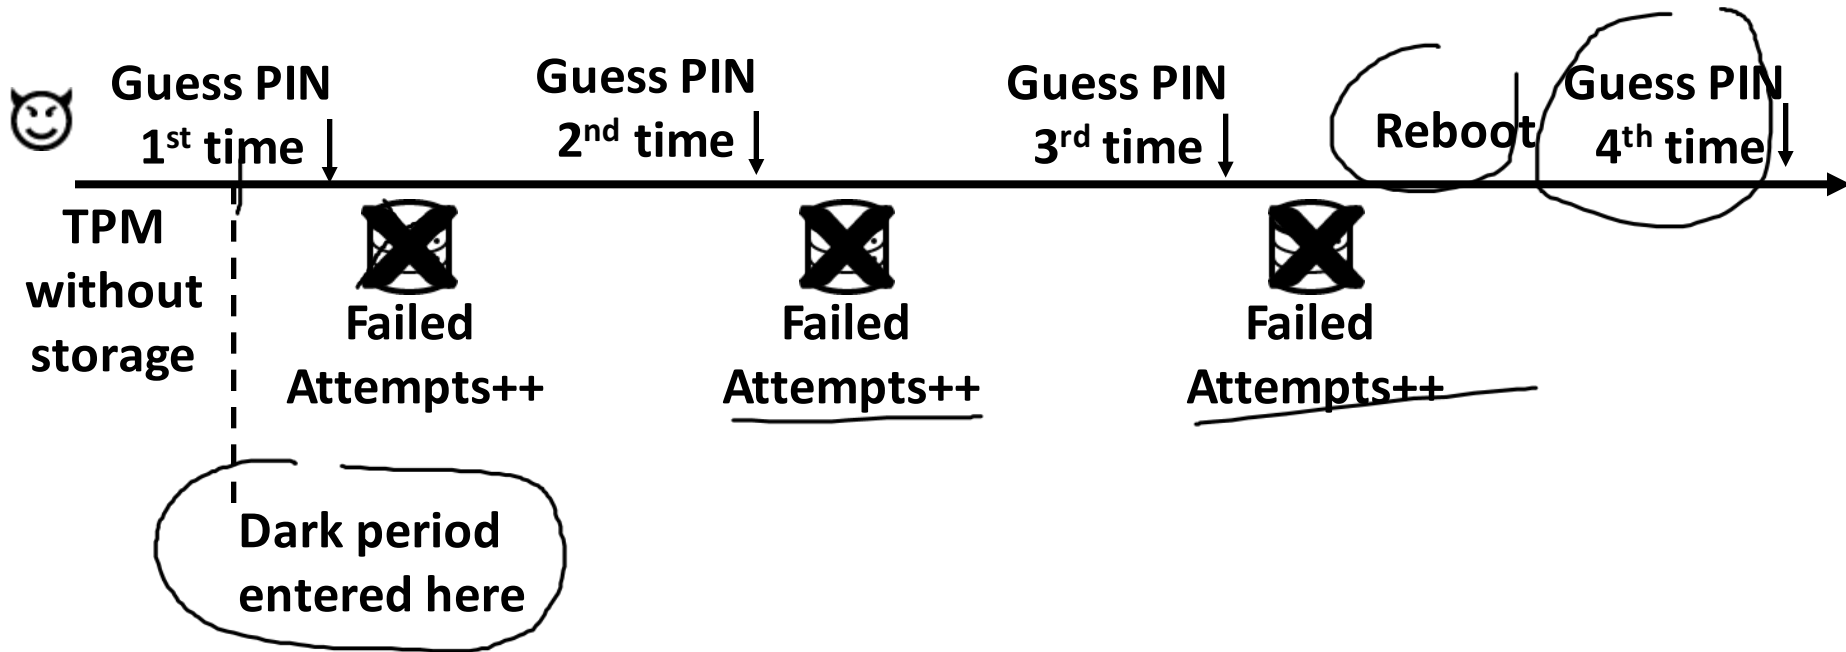 Guess PIN
1st time
Guess PIN
2nd time
Guess PIN
3rd time
Reboot
Guess PIN
4th time
TPM
without
storage
Failed
Attempts++
Failed
Attempts++
Failed
Attempts++
Dark period
entered here